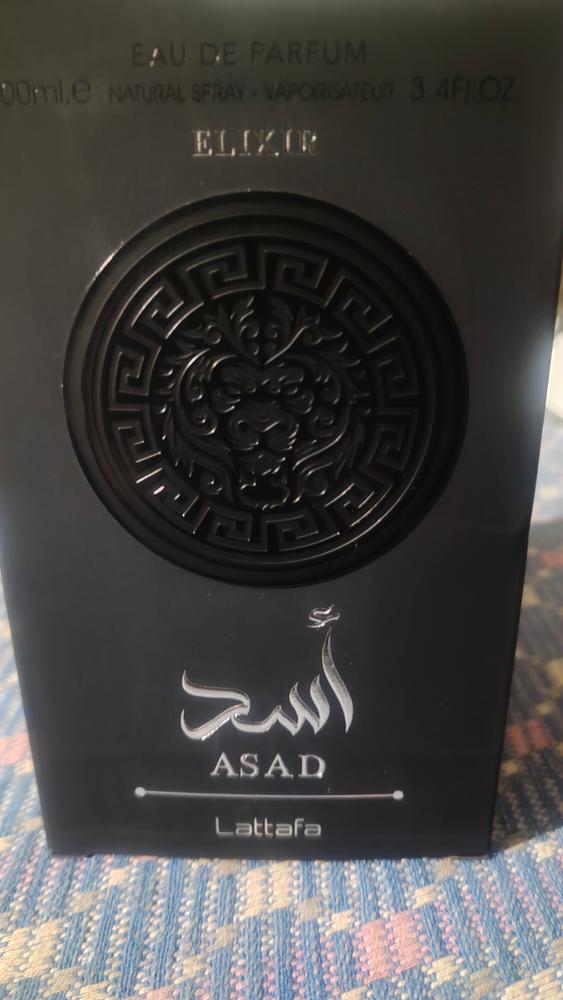 EAU DE PARFUM
00ml.e NATURAL SPRAY - VAPORISATEUR 3.4FL.OZ.
ELIXIR
أسد
ASAD
Lattafa